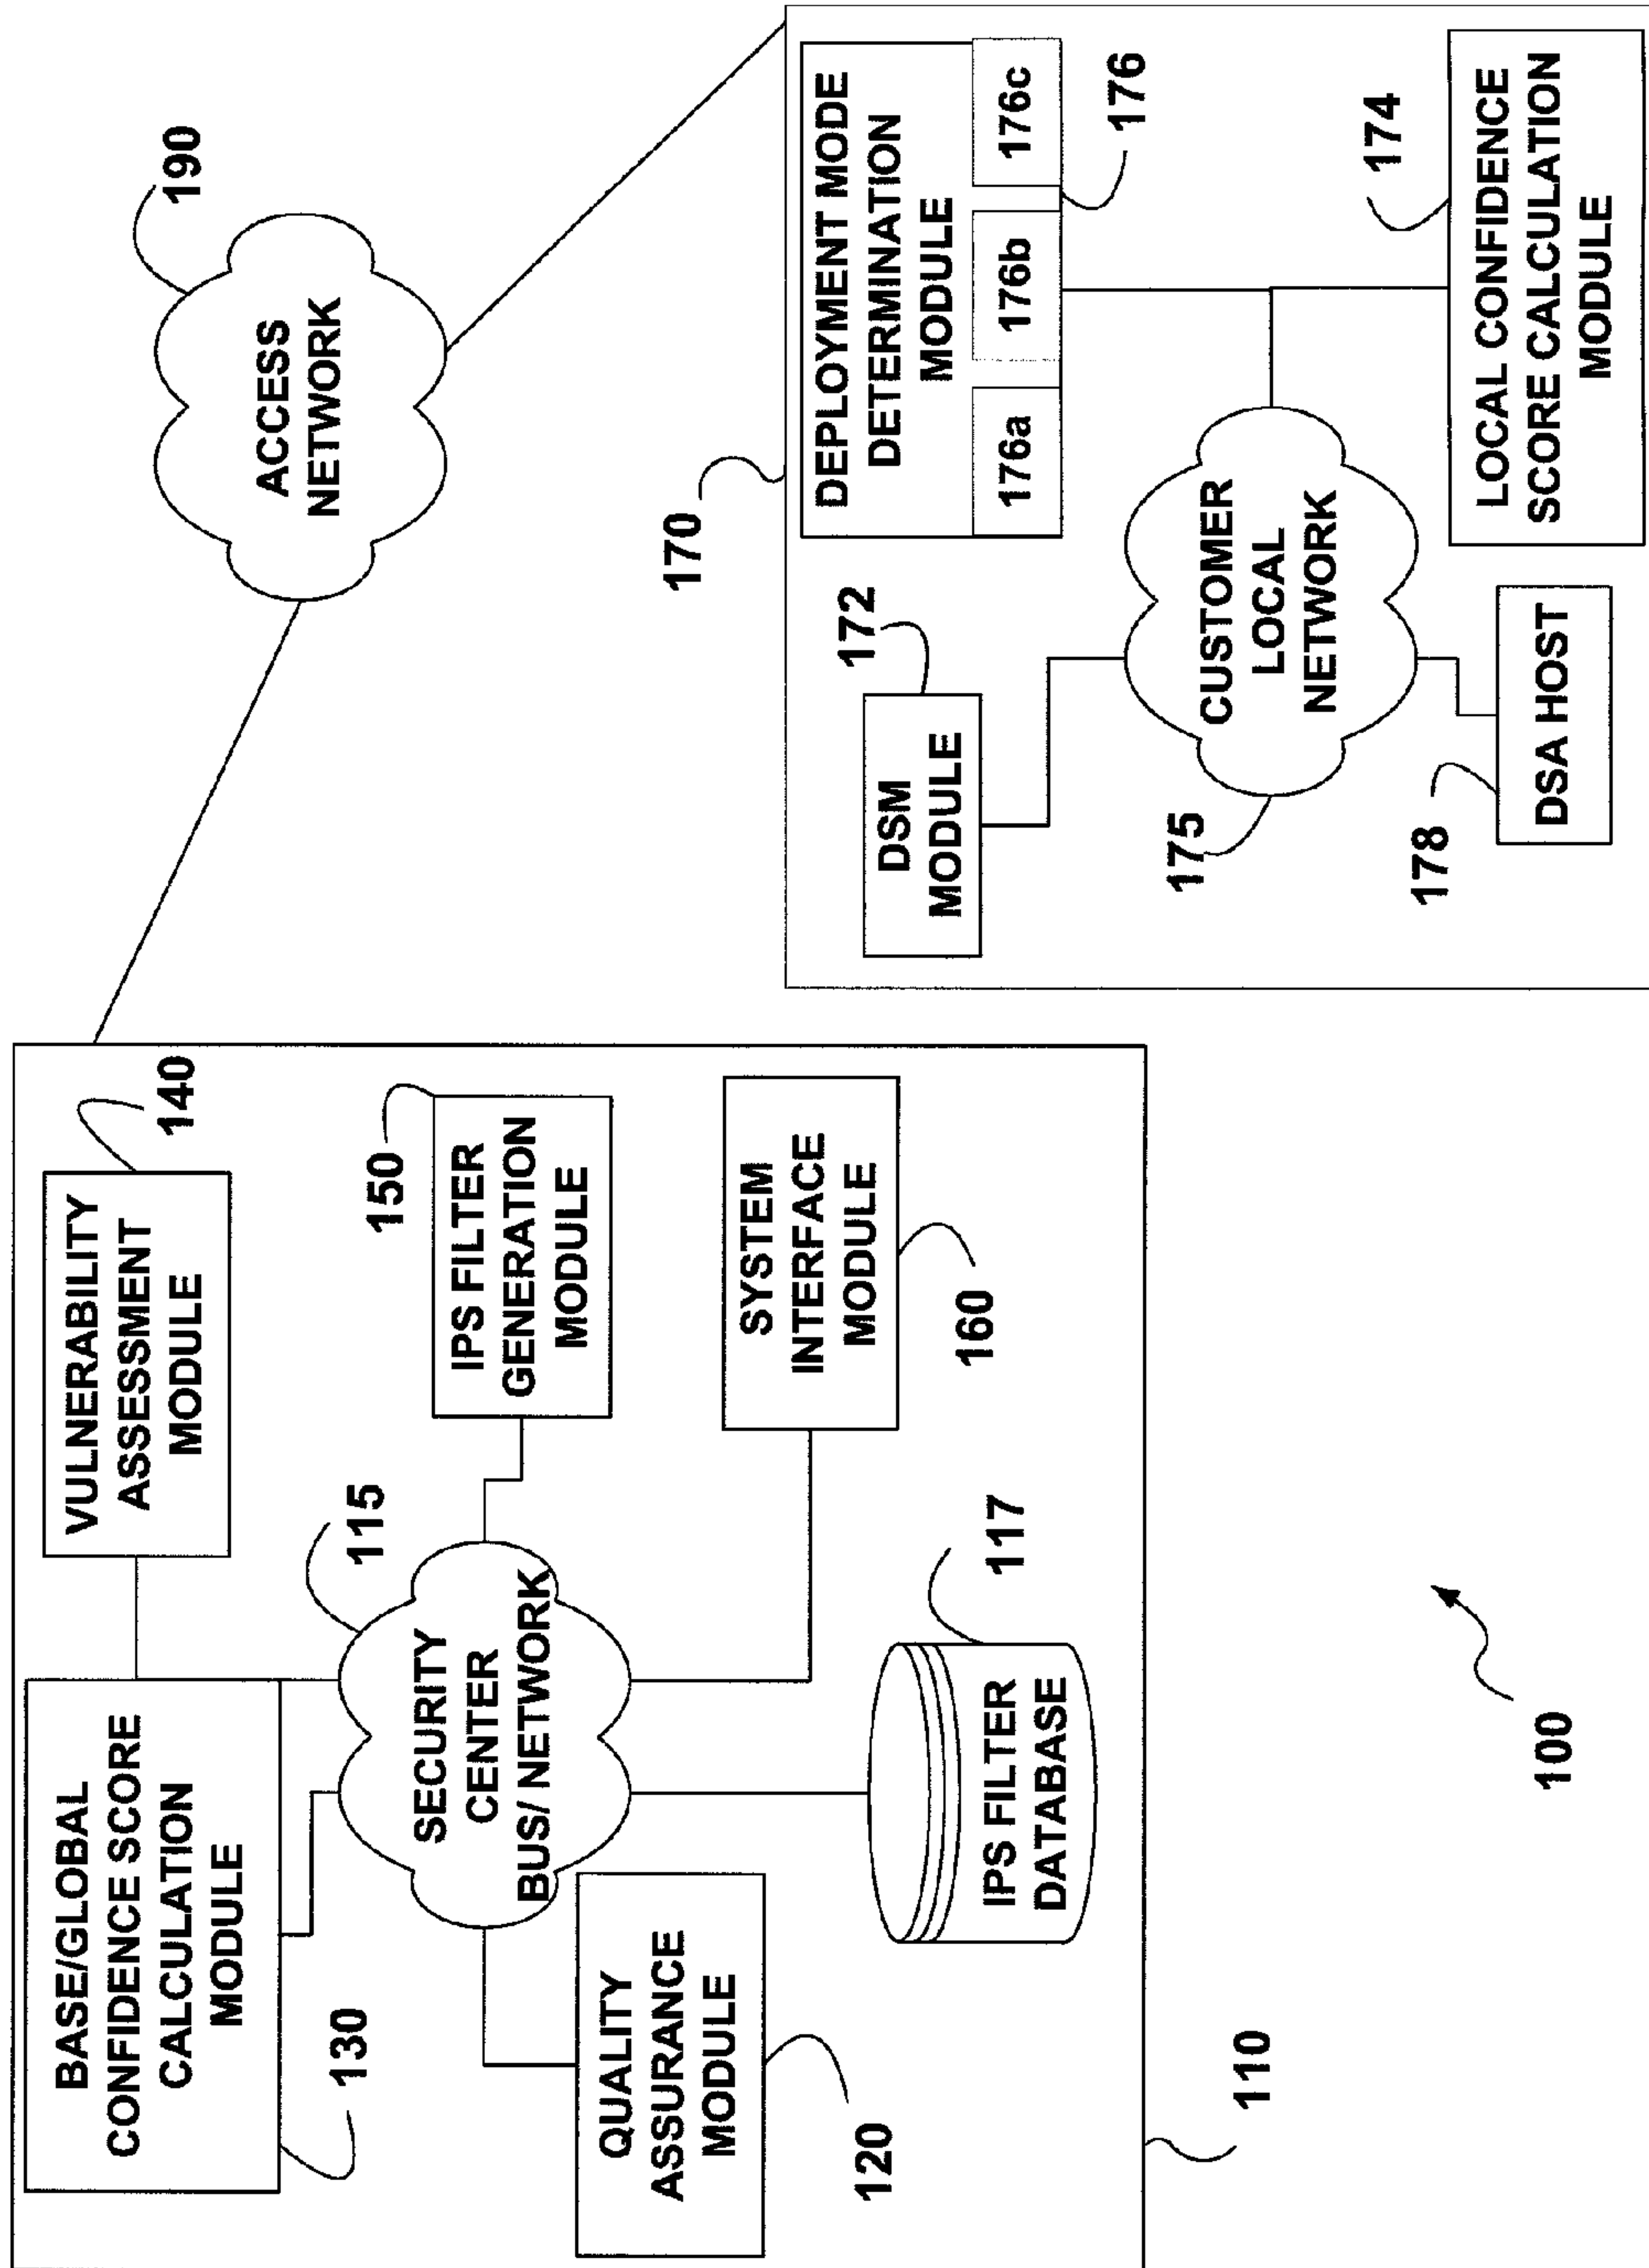 BASE/GLOBAL
CONFIDENCE SCORE
CALCULATION
MODULE
130
VULNERABILITY
ASSESSMENT
MODULE
140
QUALITY
ASSURANCE
MODULE
120
SECURITY
CENTER
BUS/ NETWORK
115
IPS FILTER
GENERATION
MODULE
150
IPS FILTER
DATABASE
117
SYSTEM
INTERFACE
MODULE
160
110
100
ACCESS
NETWORK
190
170
DSM
MODULE
172
DEPLOYMENT MODE
DETERMINATION
MODULE
176a
176b
176c
176
CUSTOMER
LOCAL
NETWORK
175
DSA HOST
178
LOCAL CONFIDENCE
SCORE CALCULATION
MODULE
174